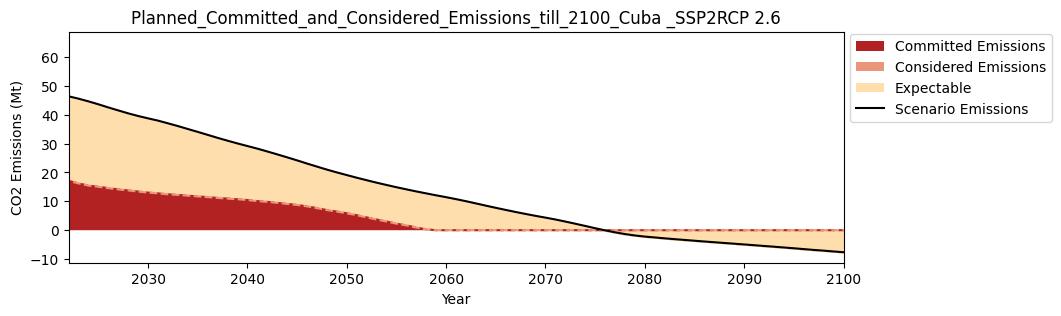 Planned_Committed_and_Considered_Emissions_till_2100_Cuba _SSP2RCP 2.6
Committed Emissions
Considered Emissions
Expectable
Scenario Emissions
CO2 Emissions (Mt)
60
50
40
30
20
10
0
−10
2030
2040
2050
2060
2070
2080
2090
2100
Year